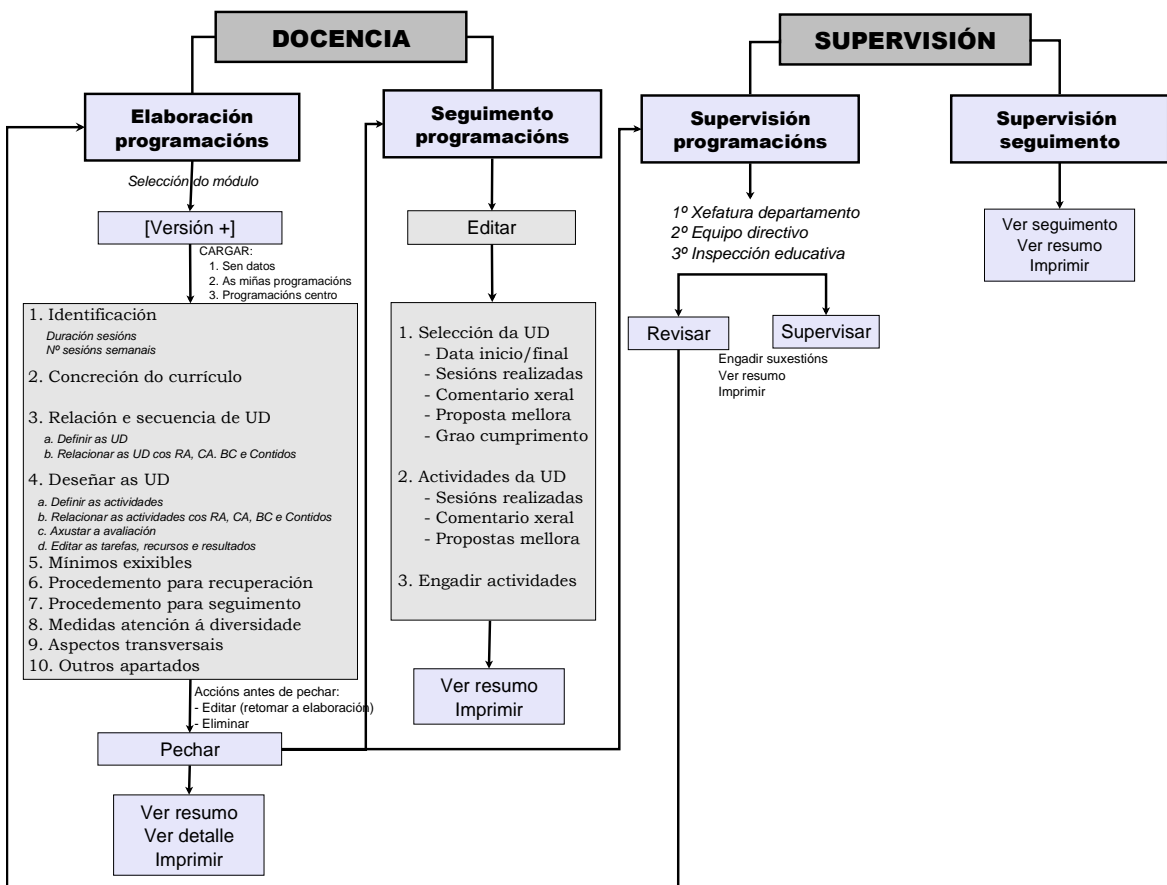 DOCENCIA
Elaboración
programacións
Selección do módulo
[Versión +]
CARGAR:
1. Sen datos
2. As miñas programacións
3. Programacións centro
1. Identificación
Duración sesións
Nº sesións semanais
2. Concreción do currículo
3. Relación e secuencia de UD
a. Definir as UD
b. Relacionar as UD cos RA, CA. BC e Contidos
4. Deseñar as UD
a. Definir as actividades
b. Relacionar as actividades cos RA, CA, BC e Contidos
c. Axustar a avaliación
d. Editar as tarefas, recursos e resultados
5. Mínimos exixibles
6. Procedemento para recuperación
7. Procedemento para seguimento
8. Medidas atención á diversidade
9. Aspectos transversais
10. Outros apartados
Accións antes de pechar:
- Editar (retomar a elaboración)
- Eliminar
Pechar
Ver resumo
Ver detalle
Imprimir
Seguimento
programacións
Editar
1. Selección da UD
- Data inicio/final
- Sesións realizadas
- Comentario xeral
- Proposta mellora
- Grao cumprimento
2. Actividades da UD
- Sesións realizadas
- Comentario xeral
- Propostas mellora
3. Engadir actividades
Ver resumo
Imprimir
SUPERVISIÓN
Supervisión
programacións
1º Xefatura departamento
2º Equipo directivo
3º Inspección educativa
Revisar
Supervisar
Engadir suxestións
Ver resumo
Imprimir
Supervisión
seguimento
Ver seguimento
Ver resumo
Imprimir